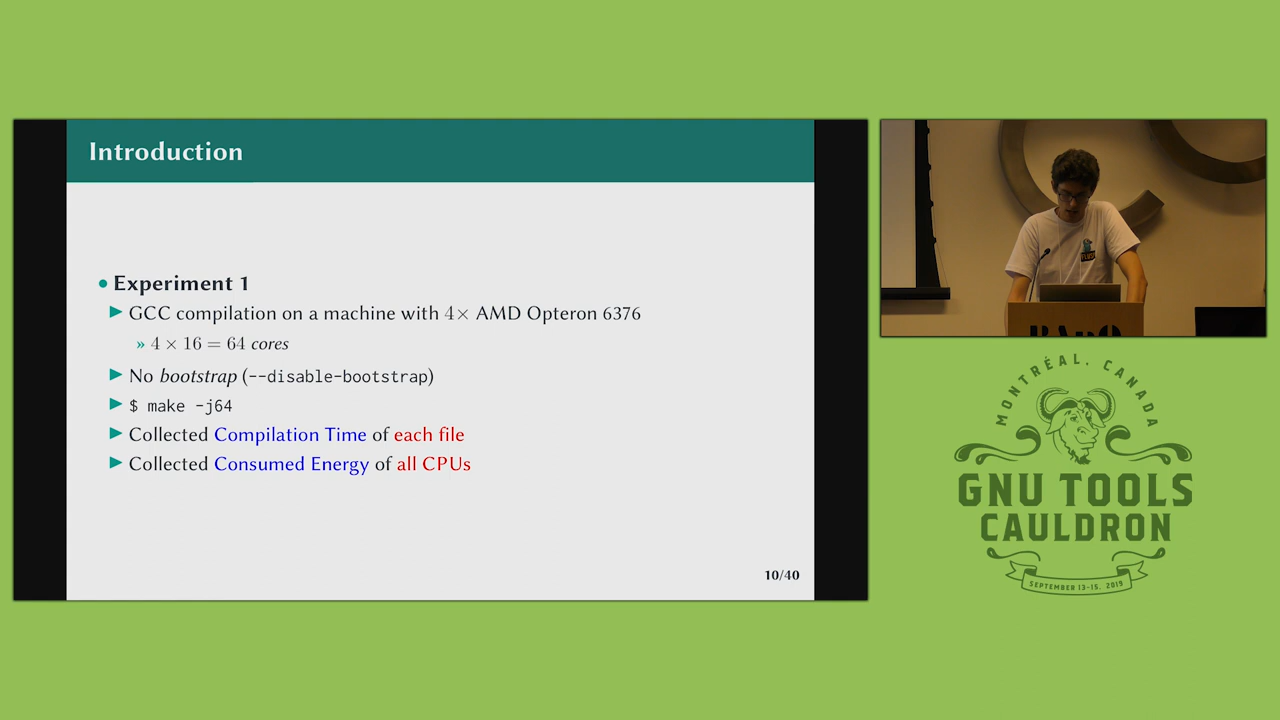 Introduction
• Experiment 1
► GCC compilation on a machine with 4× AMD Opteron 6376
» 4 × 16 = 64 cores
► No bootstrap (--disable-bootstrap)
► $ make -j64
► Collected Compilation Time of each file
► Collected Consumed Energy of all CPUs
10/40
MONTRÉAL, CANADA
GNU TOOLS
CAULDRON
SEPTEMBER 13-15, 2019